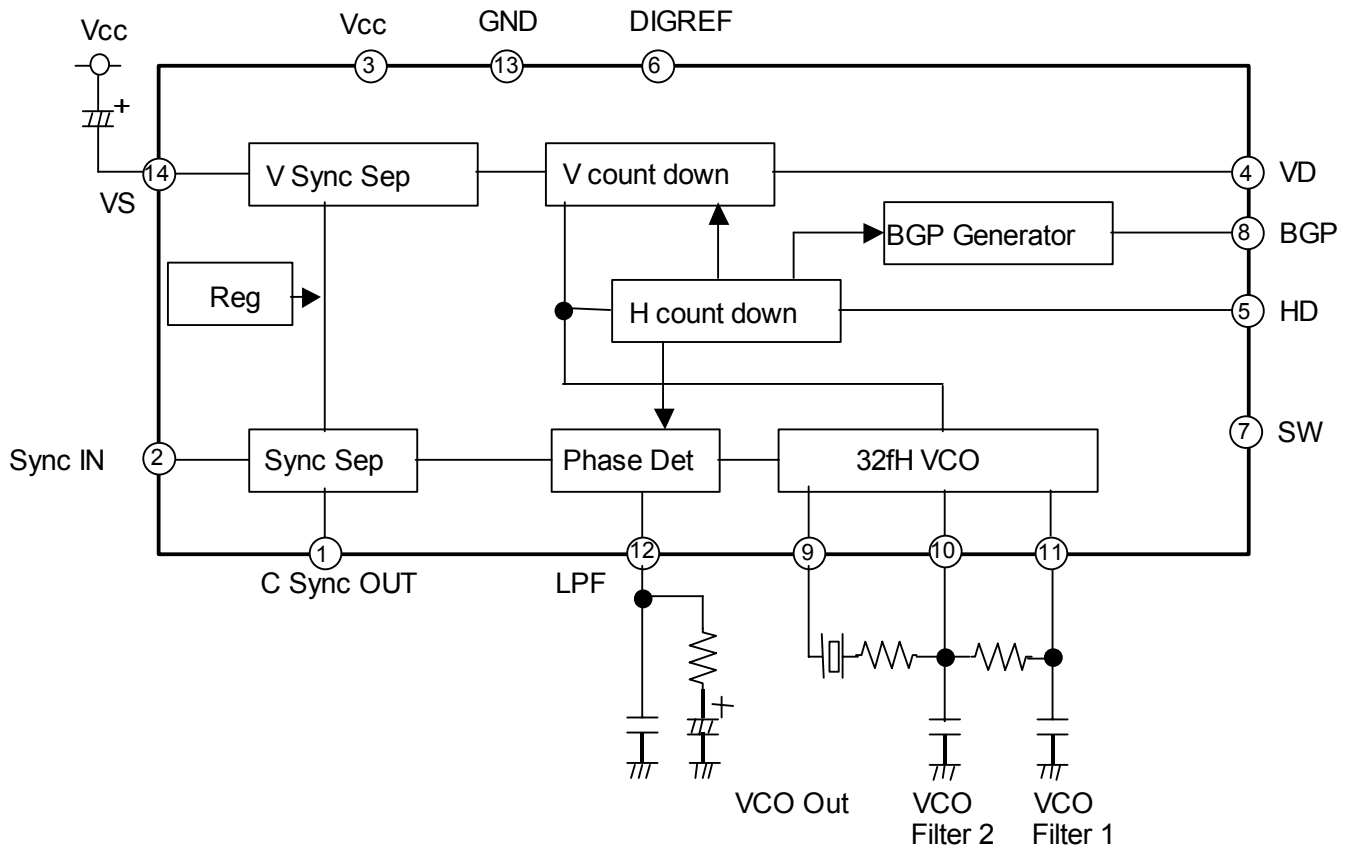 Vcc
Vcc
GND
DIGREF
3
13
6
+
14
VS
V Sync Sep
V count down
4
VD
BGP Generator
8
BGP
Reg
H count down
5
HD
7
SW
Sync IN
2
Sync Sep
Phase Det
32fH VCO
1
12
9
10
11
C Sync OUT
LPF
+
VCO Out
VCO
Filter 2
VCO
Filter 1